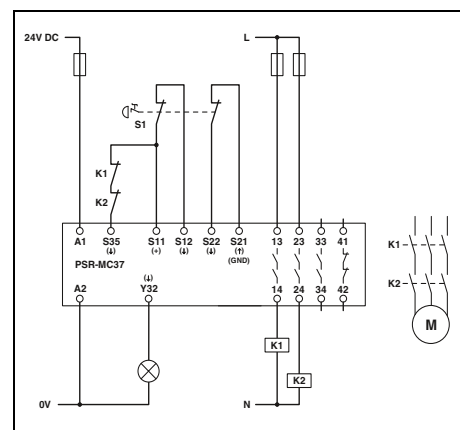 24V DC
L
S1
K1
K2
A1 S35 S11 S12 S22 S21 13 23 33 41
(↓) (+) (↓) (↓) (↑)
(GND)
PSR-MC37
(↓)
A2 Y32 14 24 34 42
K1
K2
0V
N
K1
K2
M